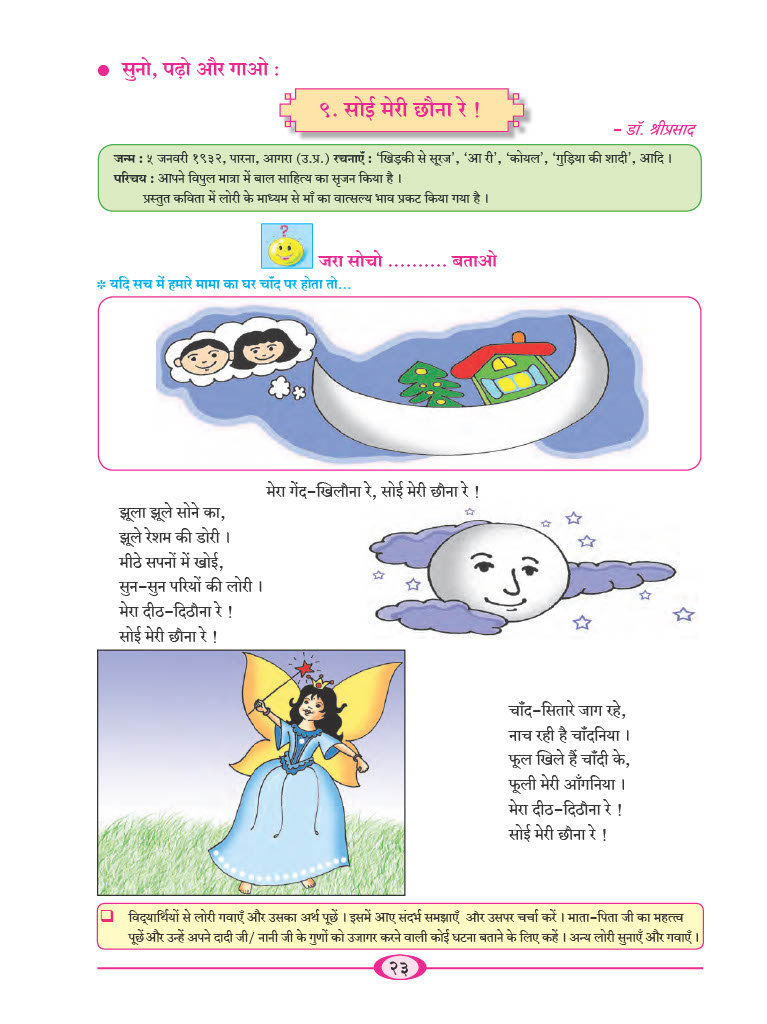 ● सुनो, पढ़ो और गाओ :
९. सोई मेरी छौना रे !
– डॉ. श्रीप्रसाद
जन्म : ५ जनवरी १९३२, पारना, आगरा (उ.प्र.) रचनाएँ : ‘खिड़की से सूरज’, ‘आ री’, ‘कोयल’, ‘गुड़िया की शादी’, आदि ।
परिचय : आपने विपुल मात्रा में बाल साहित्य का सृजन किया है ।
प्रस्तुत कविता में लोरी के माध्यम से माँ का वात्सल्य भाव प्रकट किया गया है ।
?
जरा सोचो .......... बताओ
* यदि सच में हमारे मामा का घर चाँद पर होता तो...
मेरा गेंद-खिलौना रे, सोई मेरी छौना रे !
झूला झूले सोने का,
झूले रेशम की डोरी ।
मीठे सपनों में खोई,
सुन-सुन परियों की लोरी ।
मेरा दीठ-दिठौना रे !
सोई मेरी छौना रे !
चाँद-सितारे जाग रहे,
नाच रही है चाँदनिया ।
फूल खिले हैं चाँदी के,
फूली मेरी आँगनिया ।
मेरा दीठ-दिठौना रे !
सोई मेरी छौना रे !
❑ विद्‌यार्थियों से लोरी गवाएँ और उसका अर्थ पूछें । इसमें आए संदर्भ समझाएँ और उसपर चर्चा करें । माता-पिता जी का महत्त्व
पूछें और उन्हें अपने दादी जी/ नानी जी के गुणों को उजागर करने वाली कोई घटना बताने के लिए कहें । अन्य लोरी सुनाएँ और गवाएँ ।
२३